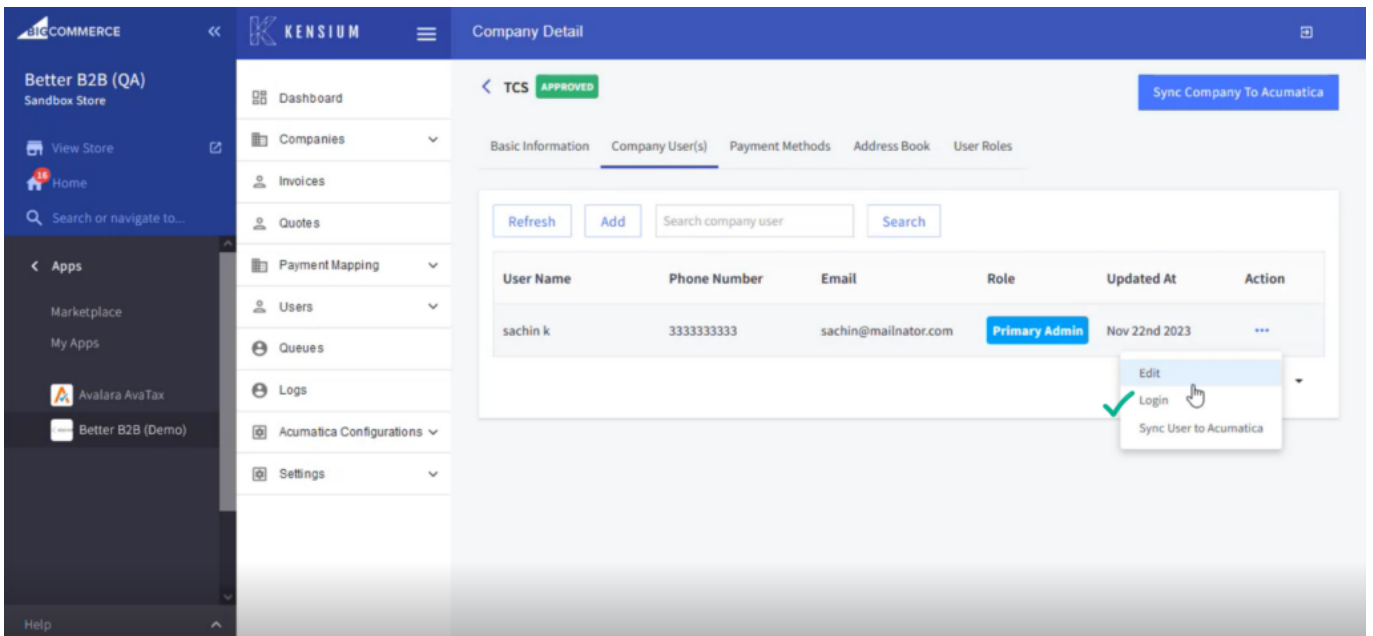 BIGCOMMERCE
Better B2B (QA)
Sandbox Store
View Store
16
Home
Search or navigate to...
Apps
Marketplace
My Apps
Avalara AvaTax
Better B2B (Demo)
Help
KENSIUM
Dashboard
Companies
Invoices
Quotes
Payment Mapping
Users
Queues
Logs
Acumatica Configurations
Settings
Company Detail
TCS APPROVED
Sync Company To Acumatica
Basic Information Company User(s) Payment Methods Address Book User Roles
Refresh Add Search company user Search
User Name Phone Number Email Role Updated At Action
sachin k 3333333333 sachin@mailnator.com Primary Admin Nov 22nd 2023 •••
Edit
Login
Sync User to Acumatica